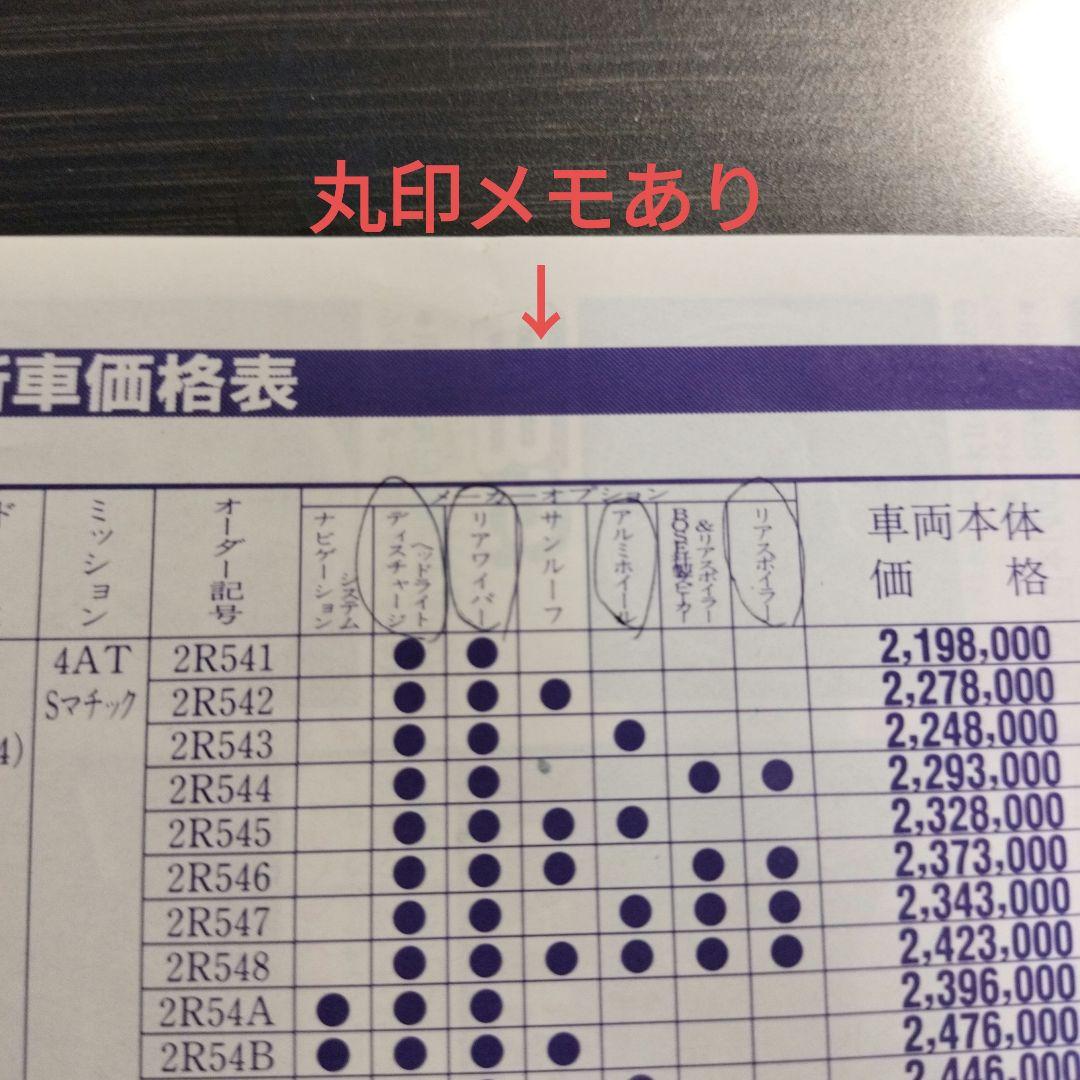 丸印メモあり
↓
車価格表
ミッション
オーダー記号
メーカーオプション
ナビゲーションシステム
ディスチャージヘッドライト
リアワイパー
サンルーフ
アルミホイール
BOSE社製スピーカー&リアスポイラー
リアスポイラー
車両本体価格
4AT Sマチック
2R541 ● ● 2,198,000
2R542 ● ● ● 2,278,000
2R543 ● ● ● 2,248,000
2R544 ● ● ● ● 2,293,000
2R545 ● ● ● ● 2,328,000
2R546 ● ● ● ● ● 2,373,000
2R547 ● ● ● ● ● 2,343,000
2R548 ● ● ● ● ● ● 2,423,000
2R54A ● ● ● 2,396,000
2R54B ● ● ● ● 2,476,000
2,446,000